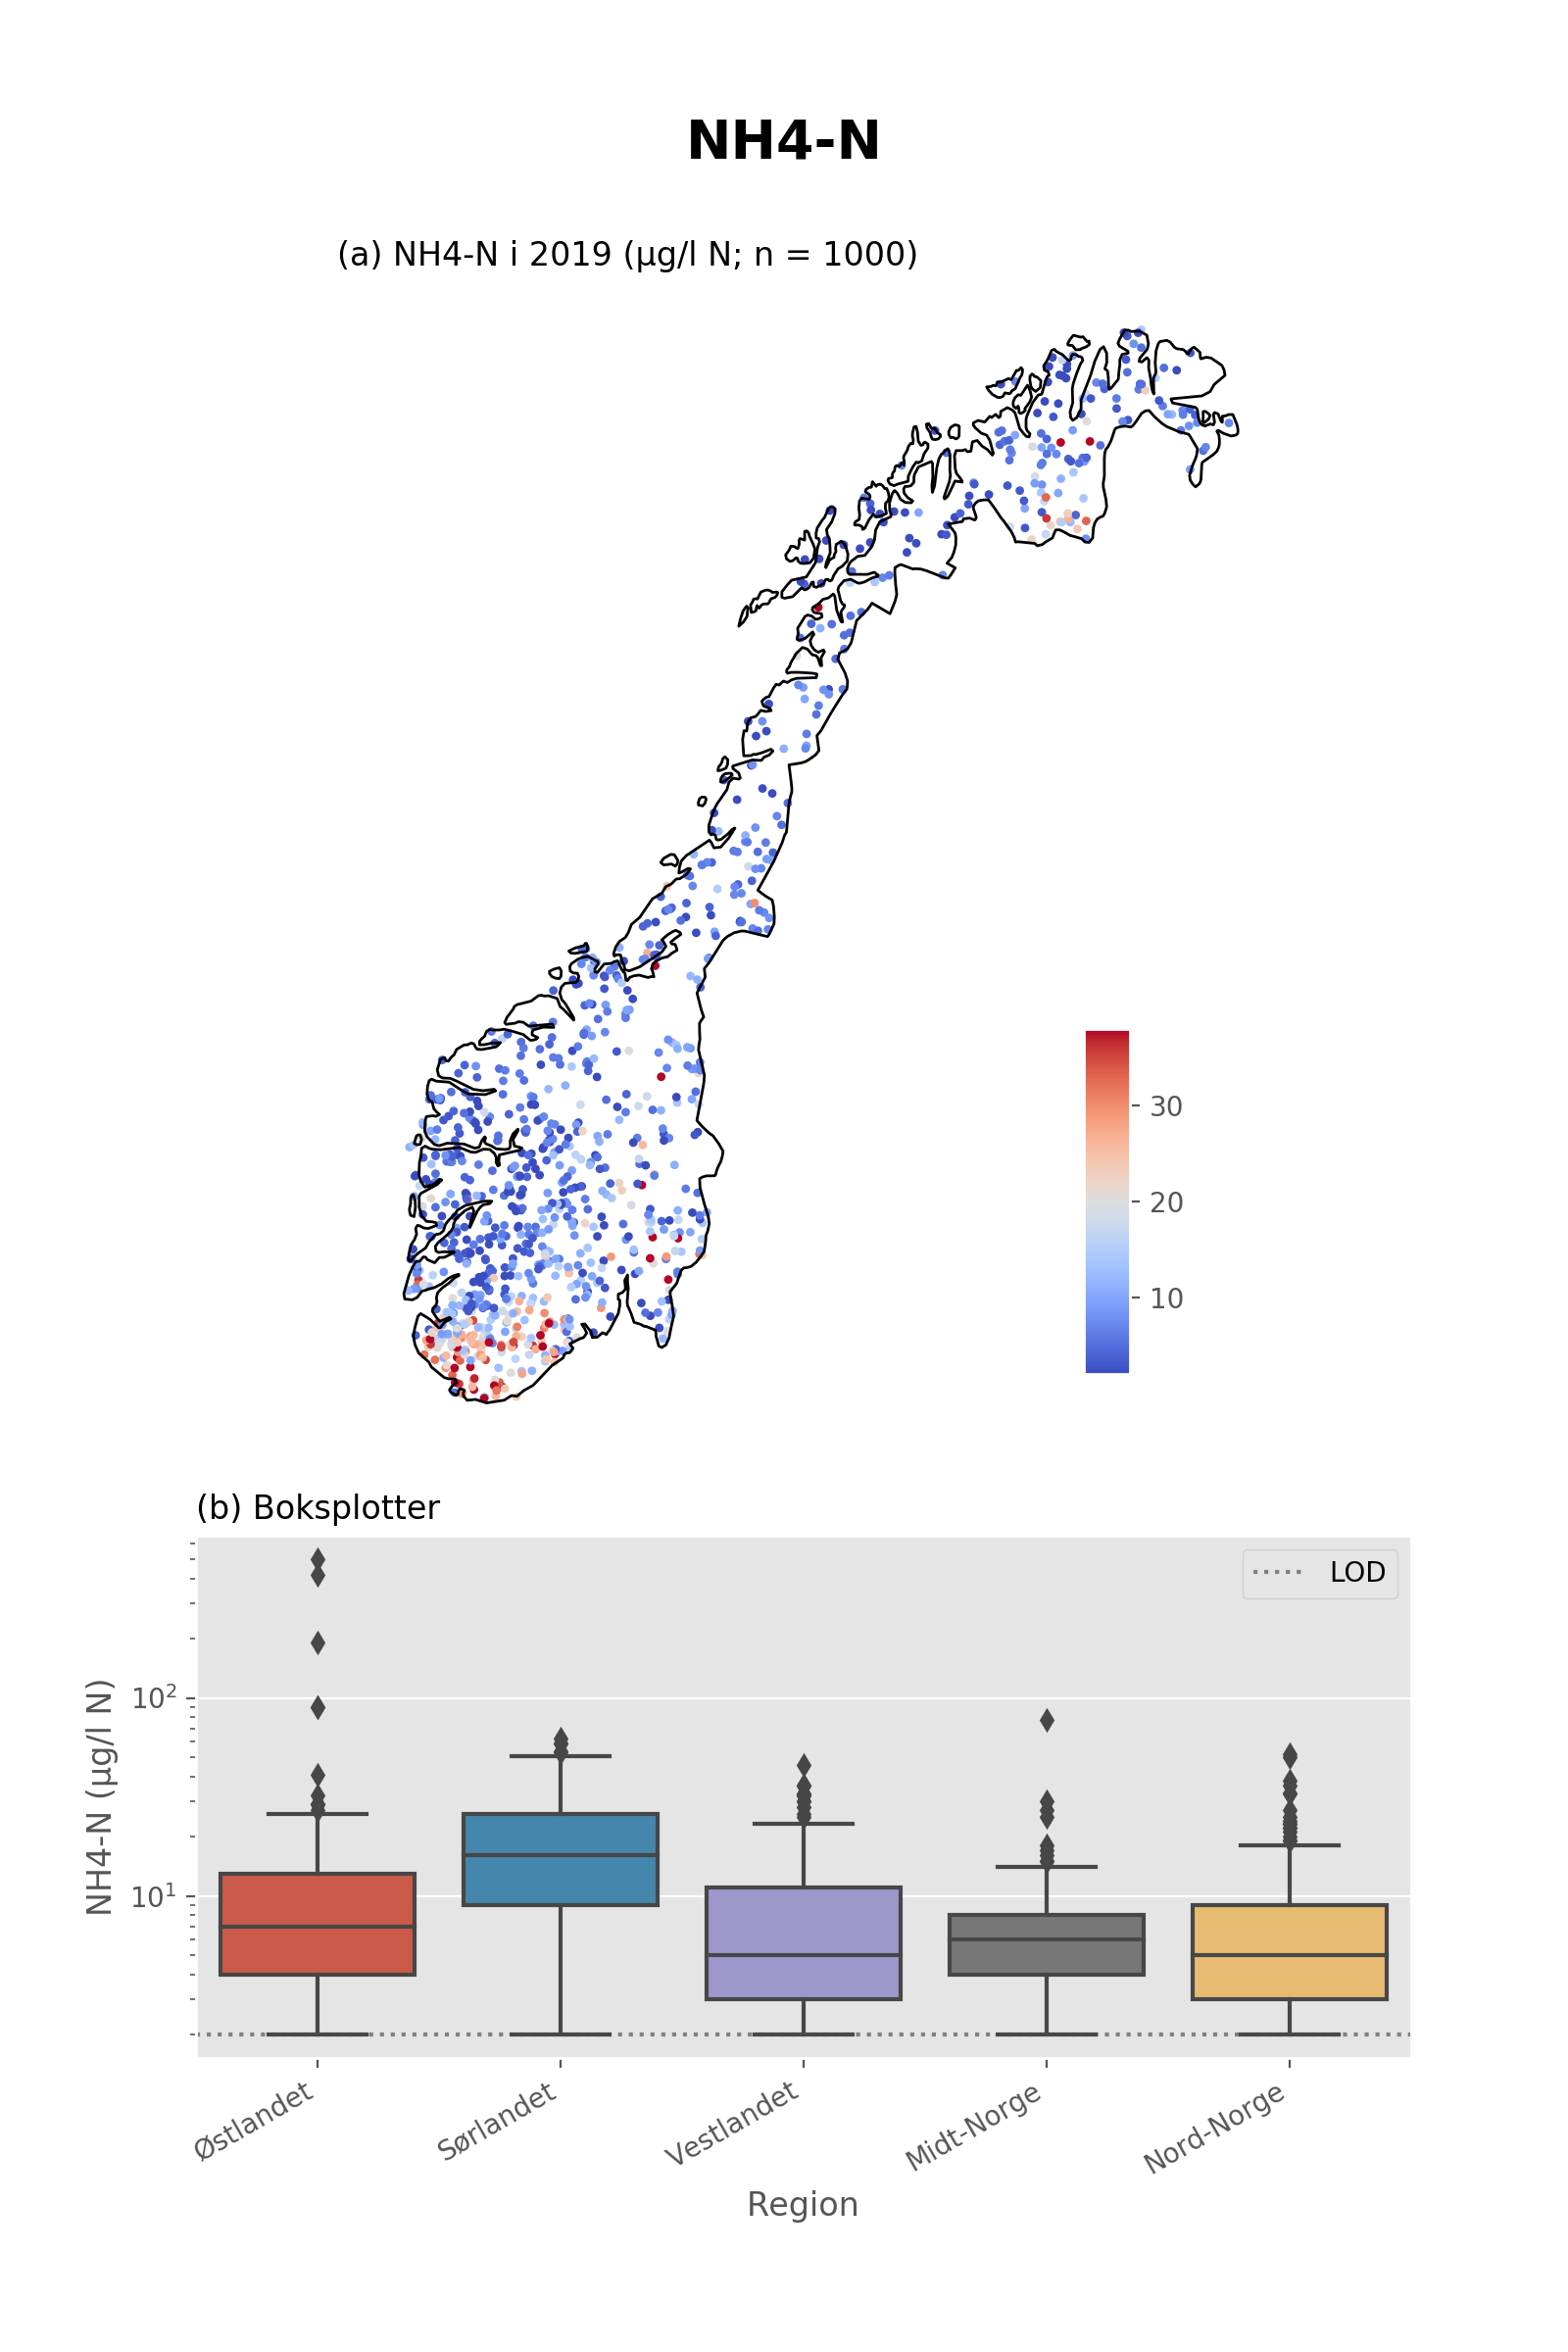 NH4-N
(a) NH4-N i 2019 (µg/l N; n = 1000)
30
20
10
(b) Boksplotter
LOD
NH4-N (µg/l N)
10²
10¹
Østlandet
Sørlandet
Vestlandet
Midt-Norge
Nord-Norge
Region